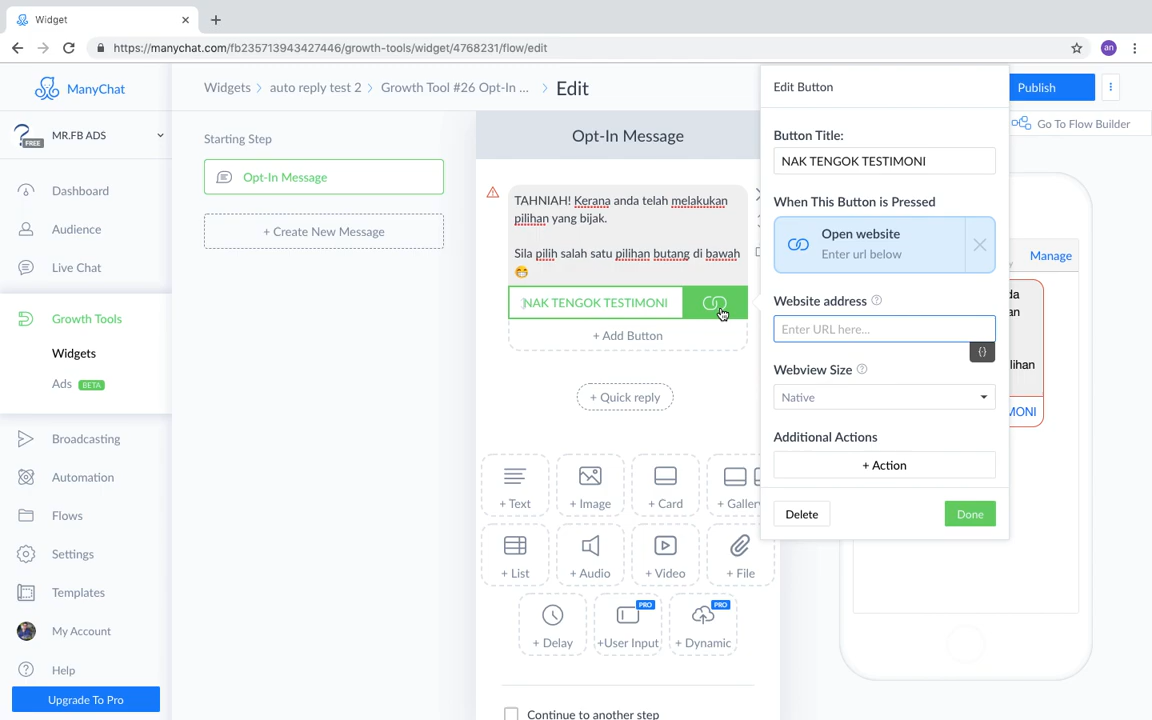 Widget
https://manychat.com/fb235713943427446/growth-tools/widget/4768231/flow/edit
an
ManyChat
MR.FB ADS
FREE
Dashboard
Audience
Live Chat
Growth Tools
Widgets
Ads BETA
Broadcasting
Automation
Flows
Settings
Templates
My Account
Help
Upgrade To Pro
Widgets > auto reply test 2 > Growth Tool #26 Opt-In ... > Edit
Starting Step
Opt-In Message
+ Create New Message
Opt-In Message
TAHNIAH! Kerana anda telah melakukan
pilihan yang bijak.
Sila pilih salah satu pilihan butang di bawah
😁
NAK TENGOK TESTIMONI
+ Add Button
+ Quick reply
+ Text
+ Image
+ Card
+ Gallery
+ List
+ Audio
+ Video
+ File
+ Delay
PRO
+User Input
PRO
+ Dynamic
Continue to another step
Edit Button
Button Title:
NAK TENGOK TESTIMONI
When This Button is Pressed
Open website
Enter url below
Website address ?
Enter URL here...
{}
Webview Size ?
Native
Additional Actions
+ Action
Delete
Done
Publish
Go To Flow Builder
Manage